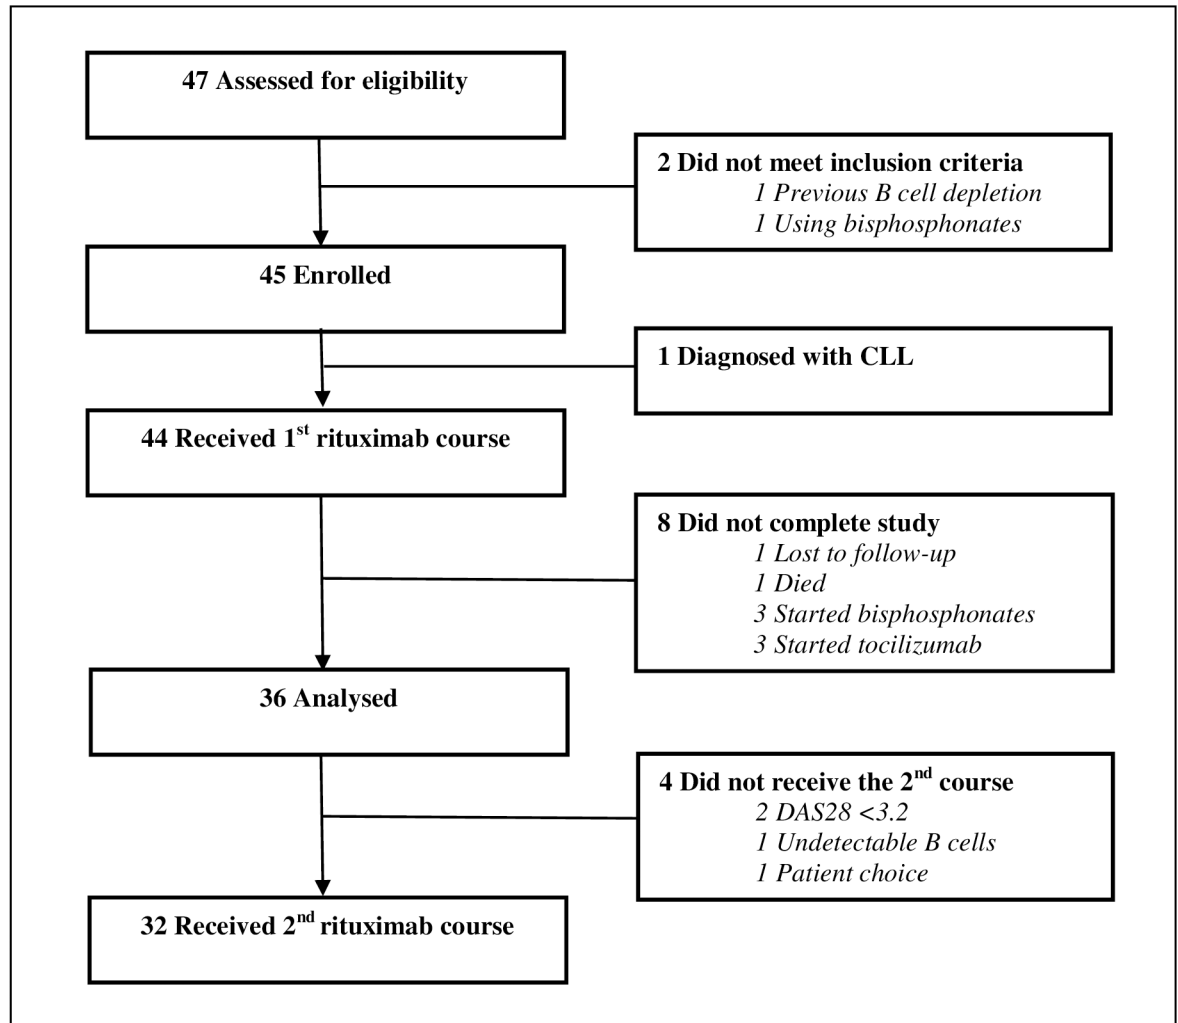 47 Assessed for eligibility
2 Did not meet inclusion criteria
1 Previous B cell depletion
1 Using bisphosphonates
45 Enrolled
1 Diagnosed with CLL
44 Received 1st rituximab course
8 Did not complete study
1 Lost to follow-up
1 Died
3 Started bisphosphonates
3 Started tocilizumab
36 Analysed
4 Did not receive the 2nd course
2 DAS28 <3.2
1 Undetectable B cells
1 Patient choice
32 Received 2nd rituximab course